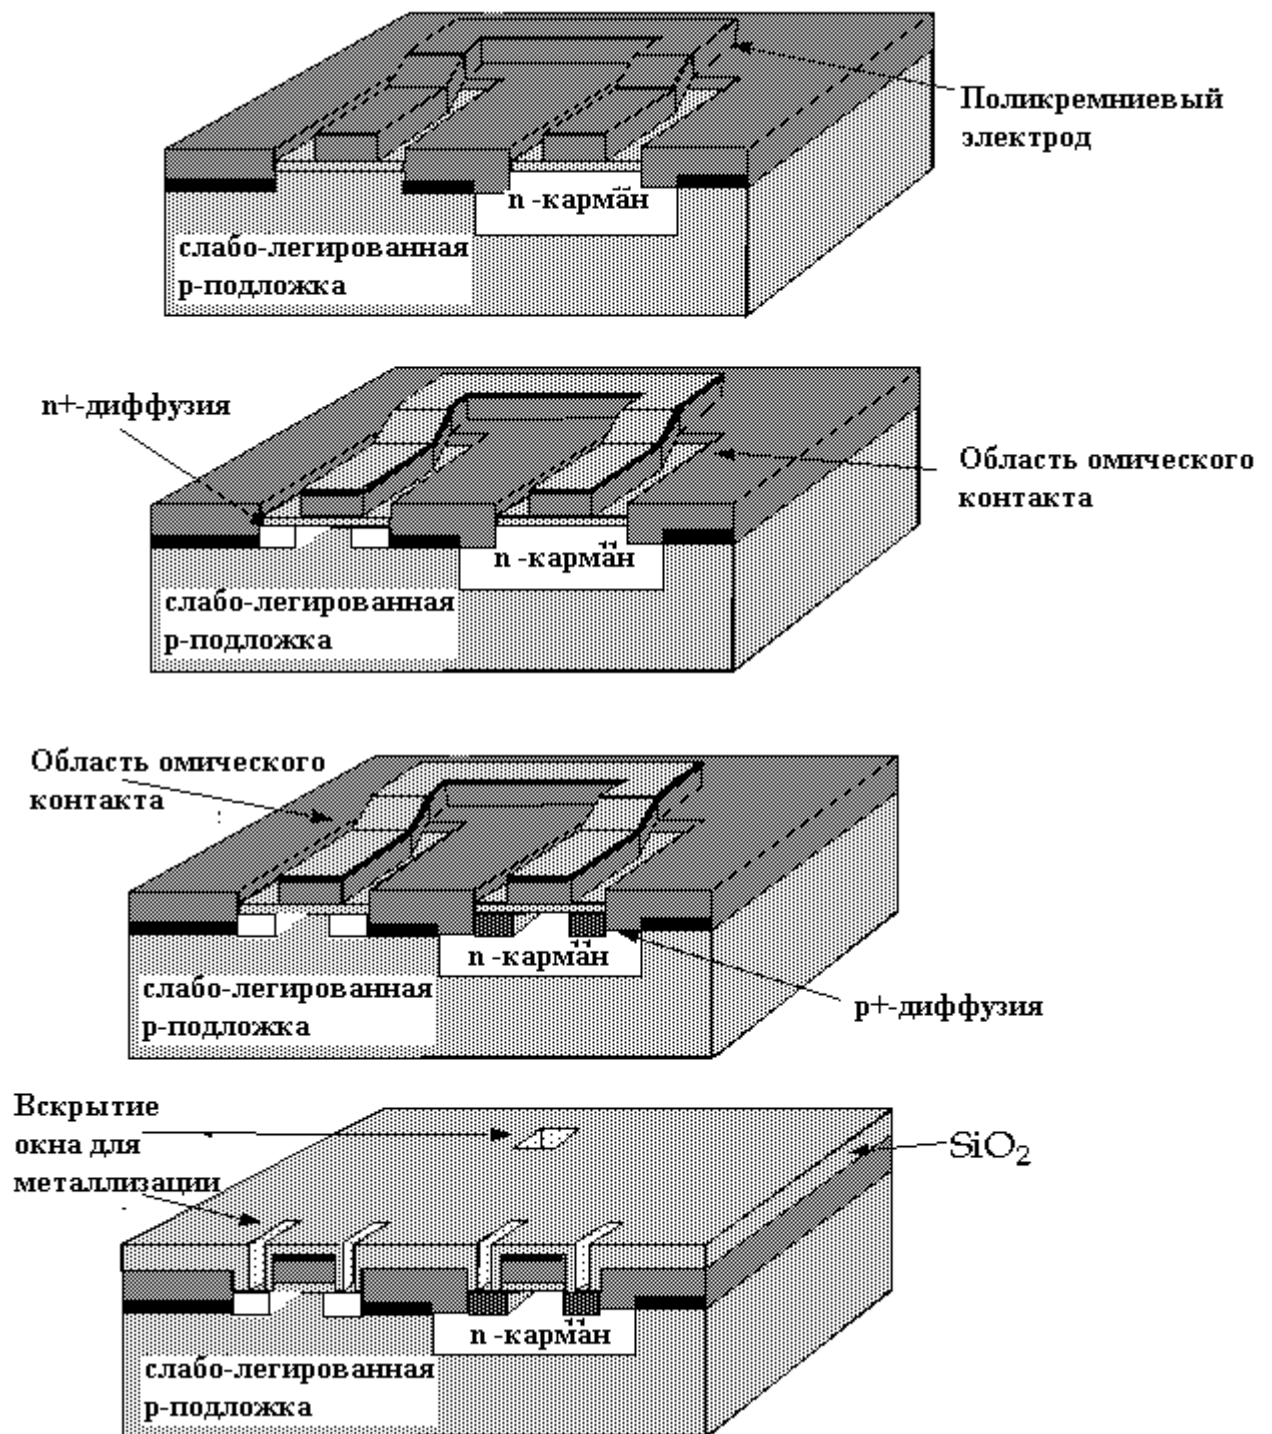 Поликремниевый
электрод
n -карман
слабо-легированная
р-подложка
n+-диффузия
Область омического
контакта
n -карман
слабо-легированная
р-подложка
Область омического
контакта
n -карман
слабо-легированная
р-подложка
р+-диффузия
Вскрытие
окна для
металлизации
SiO2
n -карман
слабо-легированная
р-подложка